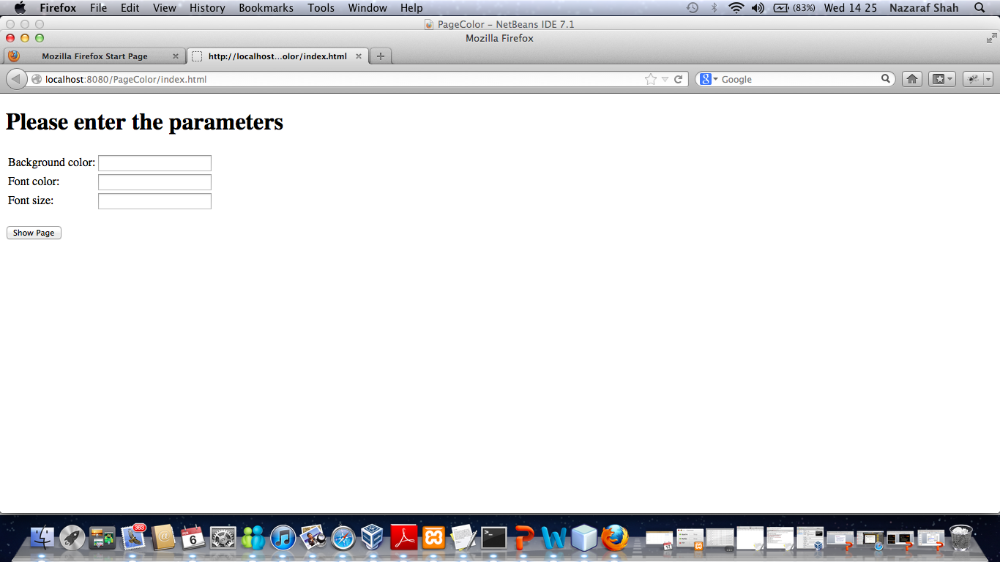 Firefox File Edit View History Bookmarks Tools Window Help (83%) Wed 14 25 Nazaraf Shah
PageColor – NetBeans IDE 7.1
Mozilla Firefox
Mozilla Firefox Start Page http://localhost...olor/index.html
localhost:8080/PageColor/index.html Google
Please enter the parameters
Background color:
Font color:
Font size:
Show Page
363
FEB
6
17